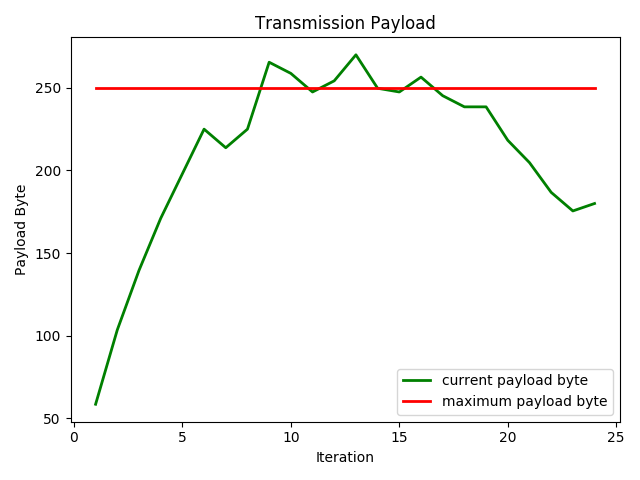 Transmission Payload
Payload Byte
250
200
150
100
50
0
5
10
15
20
25
Iteration
current payload byte
maximum payload byte